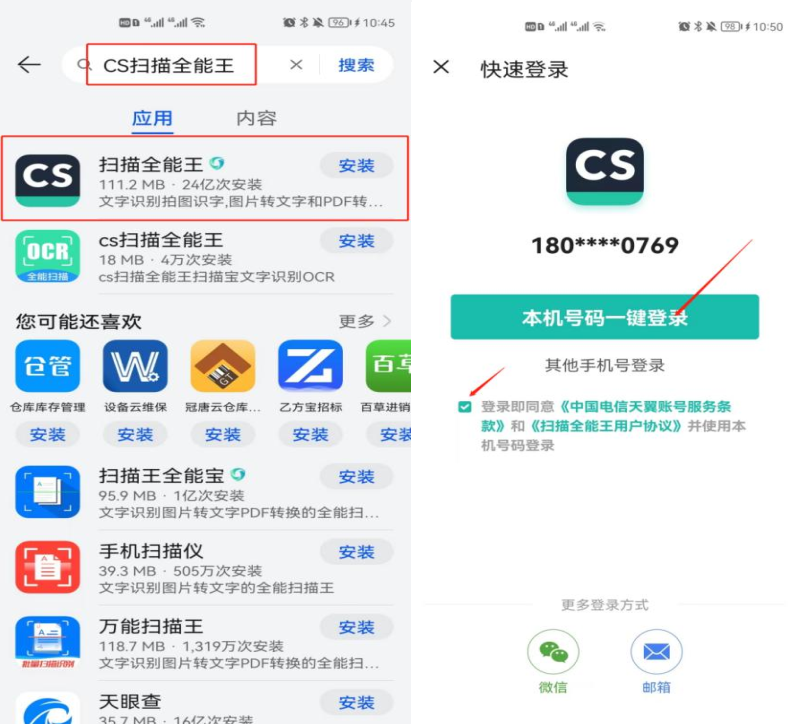 HD 4G 4G 96 10:45
CS扫描全能王
搜索
应用
内容
CS
扫描全能王
安装
111.2 MB · 24亿次安装
文字识别拍图识字,图片转文字和PDF转...
OCR
全能扫描
cs扫描全能王
安装
18 MB · 4万次安装
cs扫描全能王扫描宝文字识别OCR
您可能还喜欢
更多
仓管
百草
仓库库存管理
设备云维保
冠唐云仓库...
乙方宝招标
百草进销
安装
安装
安装
安装
安装
扫描王全能宝
安装
95.9 MB · 1亿次安装
文字识别图片转文字PDF转换的全能扫...
手机扫描仪
安装
39.3 MB · 505万次安装
文字识别图片转文字的全能扫描王
批量扫描识别
万能扫描王
安装
118.7 MB · 1,319万次安装
文字识别图片转文字PDF转换的全能扫...
天眼查
安装
35.7 MB · 16亿次安装
HD 4G 4G 98 10:50
快速登录
CS
180****0769
本机号码一键登录
其他手机号登录
登录即同意《中国电信天翼账号服务条
款》和《扫描全能王用户协议》并使用本
机号码登录
更多登录方式
微信
邮箱